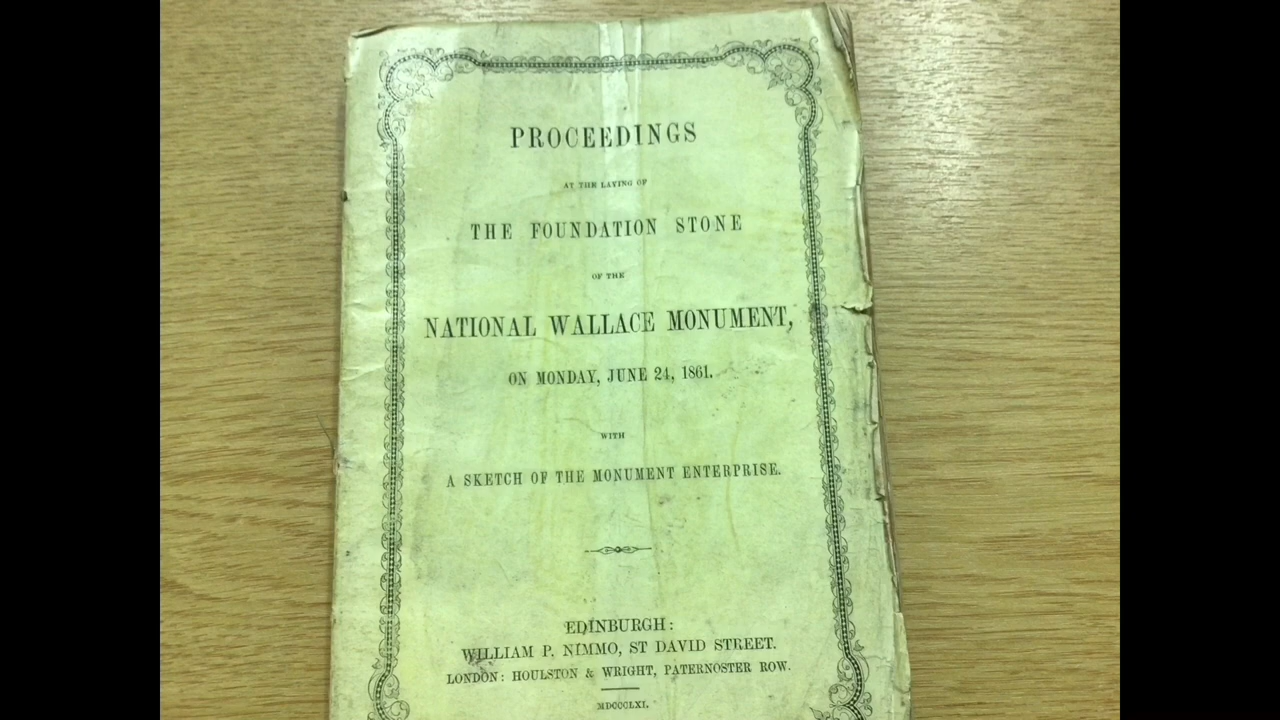 PROCEEDINGS
AT THE LAYING OF
THE FOUNDATION STONE
OF THE
NATIONAL WALLACE MONUMENT,
ON MONDAY, JUNE 24, 1861.
WITH
A SKETCH OF THE MONUMENT ENTERPRISE.
EDINBURGH:
WILLIAM P. NIMMO, ST DAVID STREET.
LONDON: HOULSTON & WRIGHT, PATERNOSTER ROW.
MDCCCLXI.